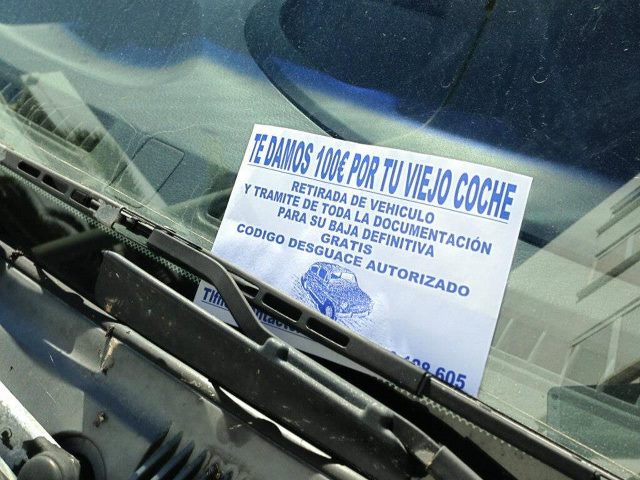 TE DAMOS 100€ POR TU VIEJO COCHE
RETIRADA DE VEHICULO
Y TRAMITE DE TODA LA DOCUMENTACIÓN
PARA SU BAJA DEFINITIVA
GRATIS
CODIGO DESGUACE AUTORIZADO
605